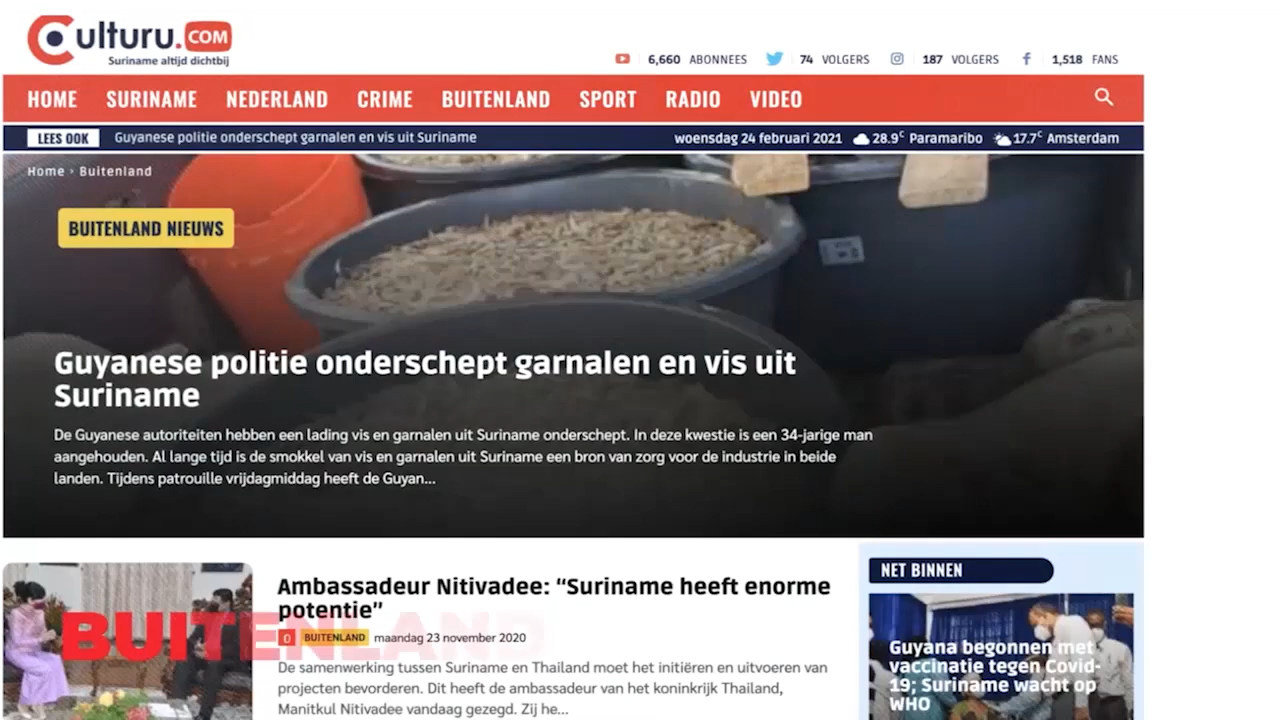 Culturu.COM
Suriname altijd dichtbij
6,660 ABONNEES 74 VOLGERS 187 VOLGERS 1,518 FANS
HOME SURINAME NEDERLAND CRIME BUITENLAND SPORT RADIO VIDEO
LEES OOK Guyanese politie onderschept garnalen en vis uit Suriname woensdag 24 februari 2021 28.9C Paramaribo 17.7C Amsterdam
Home › Buitenland
BUITENLAND NIEUWS
Guyanese politie onderschept garnalen en vis uit
Suriname
De Guyanese autoriteiten hebben een lading vis en garnalen uit Suriname onderschept. In deze kwestie is een 34-jarige man
aangehouden. Al lange tijd is de smokkel van vis en garnalen uit Suriname een bron van zorg voor de industrie in beide
landen. Tijdens patrouille vrijdagmiddag heeft de Guyan...
Ambassadeur Nitivadee: “Suriname heeft enorme
potentie”
0 BUITENLAND maandag 23 november 2020
De samenwerking tussen Suriname en Thailand moet het initiëren en uitvoeren van
projecten bevorderen. Dit heeft de ambassadeur van het koninkrijk Thailand,
Manitkul Nitivadee vandaag gezegd. Zij he...
BUITENLAND
NET BINNEN
Guyana begonnen met
vaccinatie tegen Covid-
19; Suriname wacht op
WHO